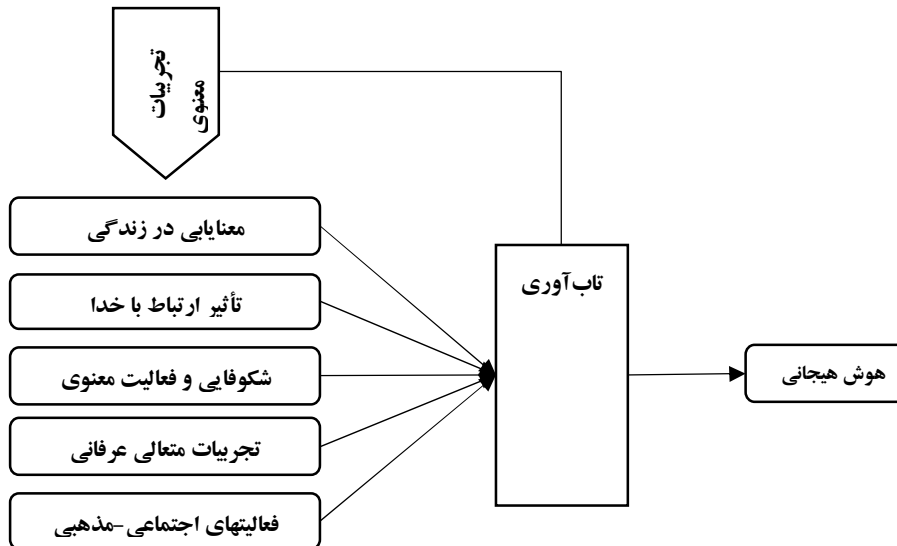 تجربیات
معنوی
معنایابی در زندگی
تأثیر ارتباط با خدا
شکوفایی و فعالیت معنوی
تجربیات متعالی عرفانی
فعالیتهای اجتماعی-مذهبی
تاب‌آوری
هوش هیجانی